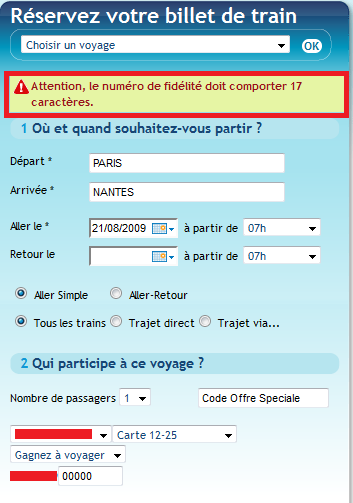 Réservez votre billet de train
Choisir un voyage OK
Attention, le numéro de fidélité doit comporter 17
caractères.
1 Où et quand souhaitez-vous partir ?
Départ * PARIS
Arrivée * NANTES
Aller le * 21/08/2009 à partir de 07h
Retour le à partir de 07h
Aller Simple Aller-Retour
Tous les trains Trajet direct Trajet via...
2 Qui participe à ce voyage ?
Nombre de passagers 1 Code Offre Speciale
Carte 12-25
Gagnez à voyager
00000